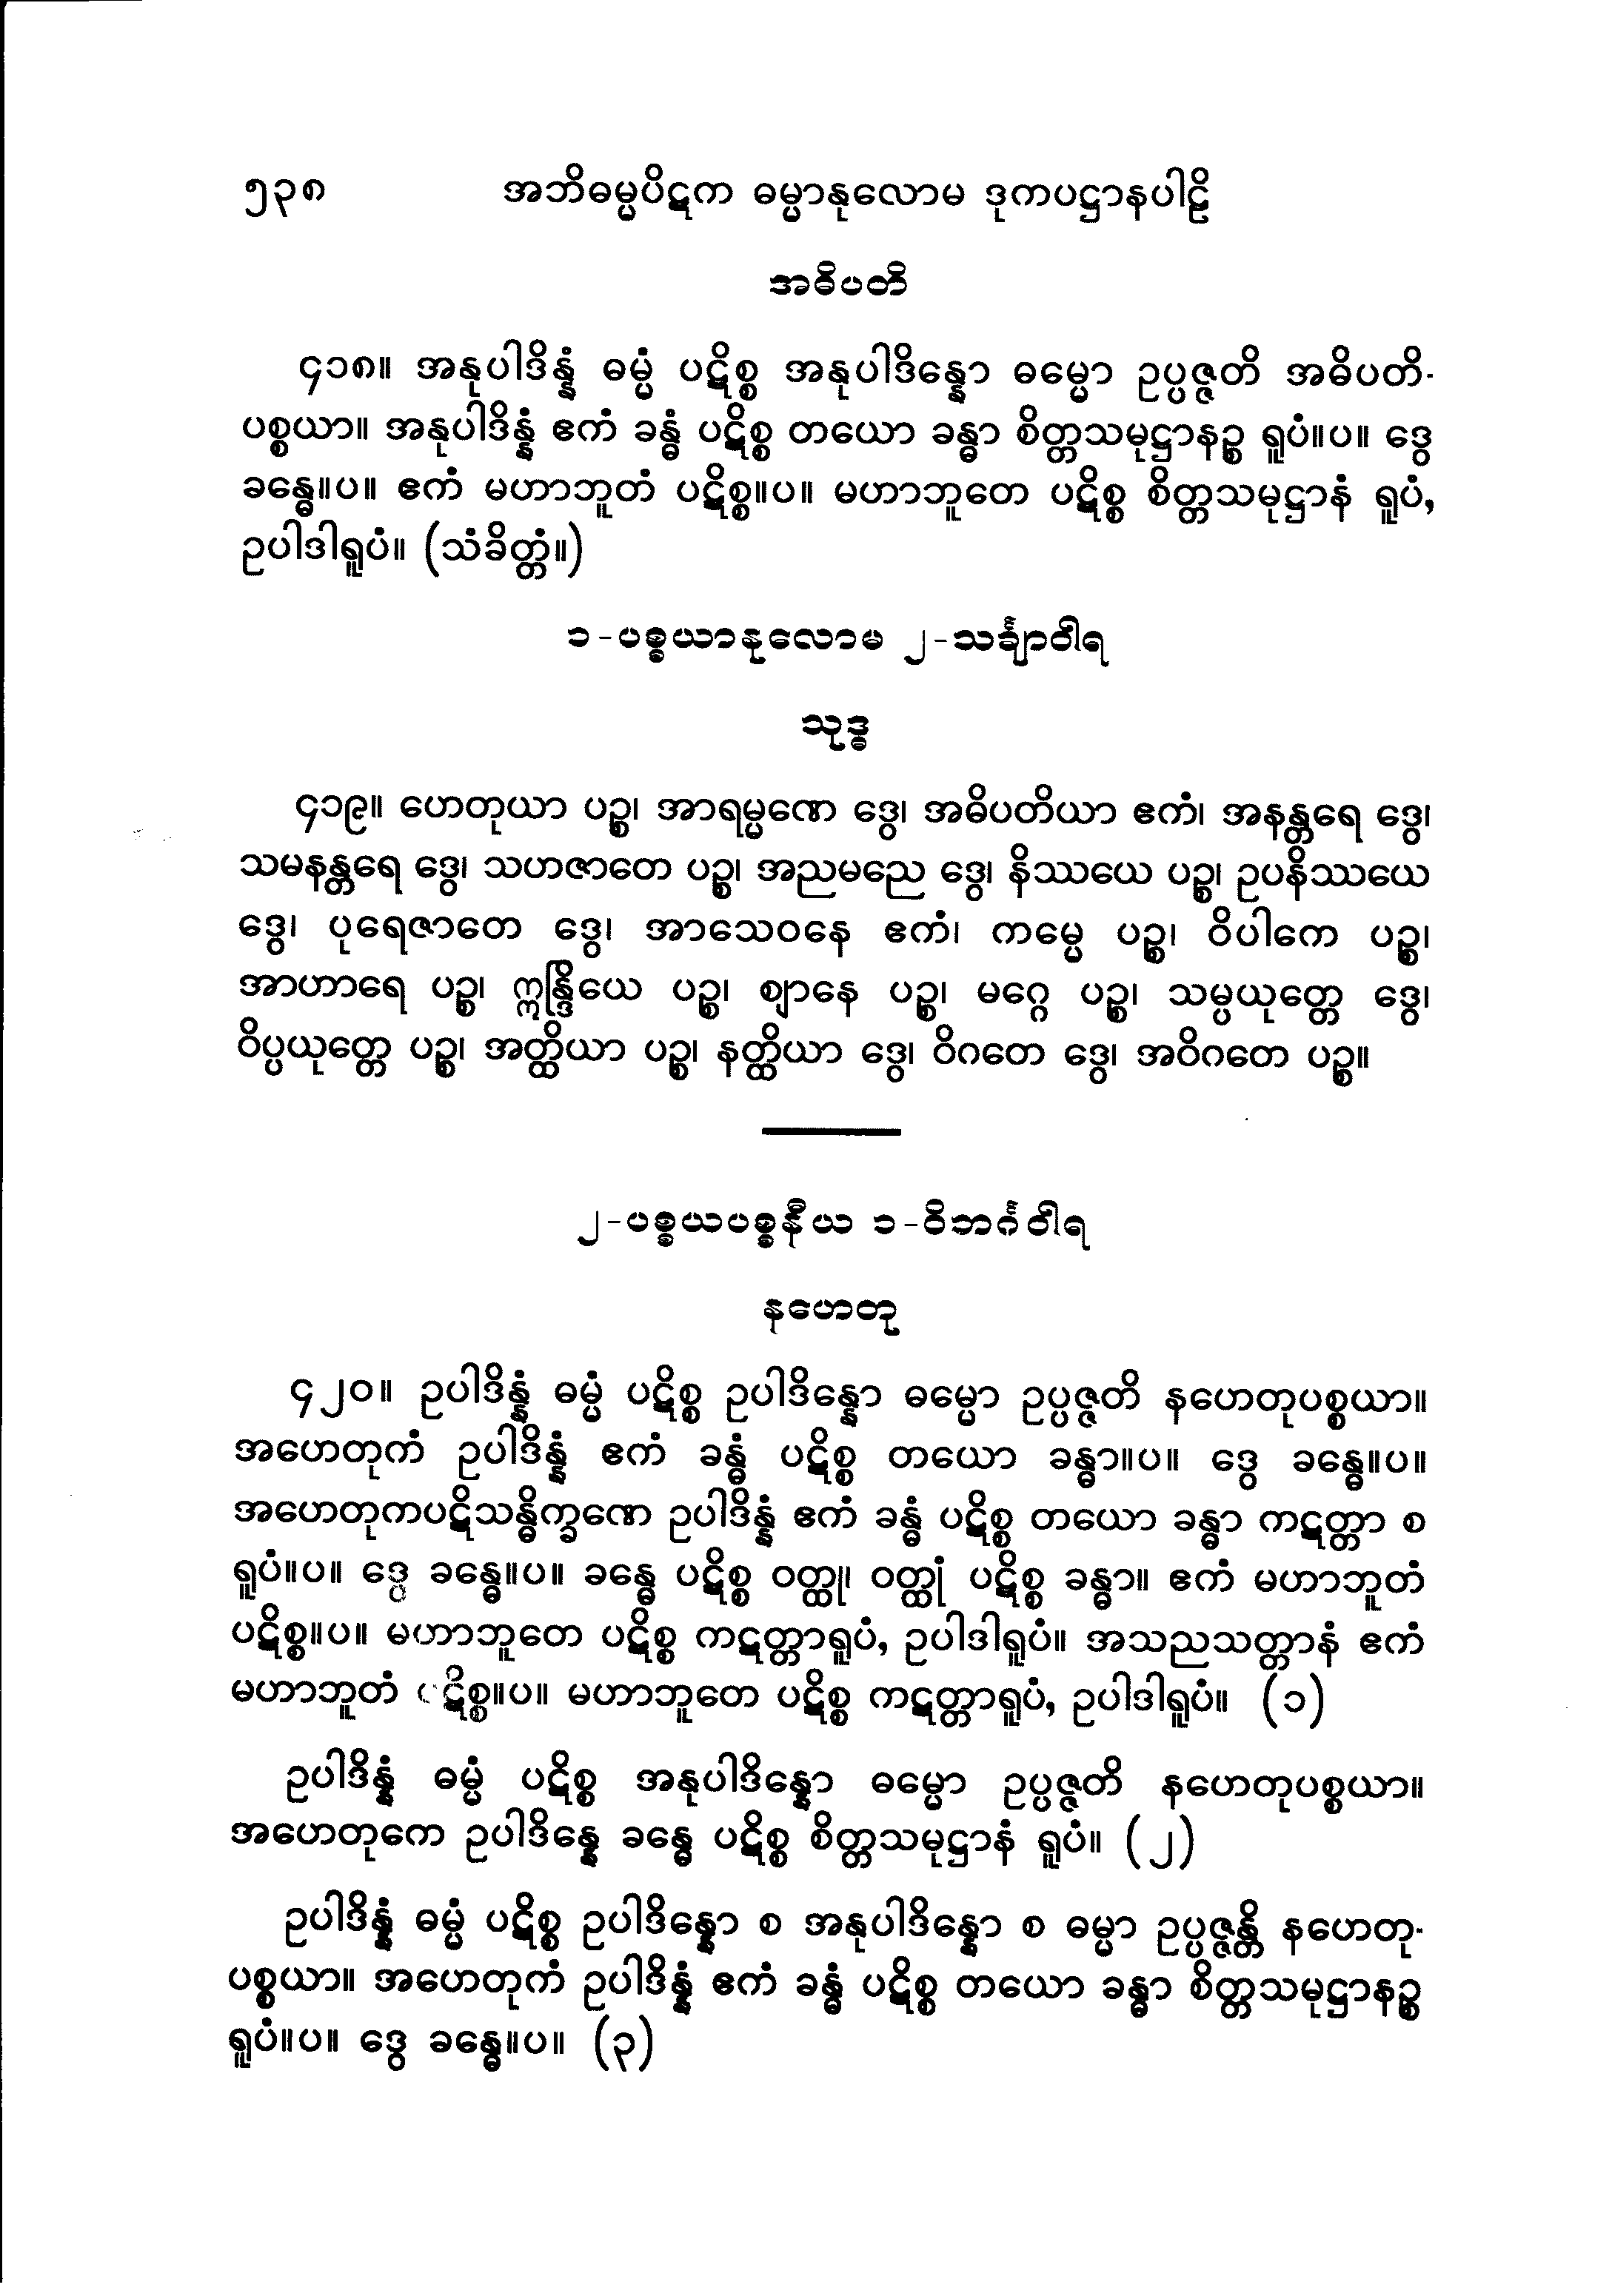 ၅၃၈ အဘိဓမ္မပိဋက ဓမ္မာနုလောမ ဒုကပဋ္ဌာနပါဠိ
အဓိပတိ
၄၁၈။ အနုပါဒိန္နံ ဓမ္မံ ပဋိစ္စ အနုပါဒိန္နော ဓမ္မော ဥပ္ပဇ္ဇတိ အဓိပတိ-
ပစ္စယာ။ အနုပါဒိန္နံ ဧကံ ခန္ဓံ ပဋိစ္စ တယော ခန္ဓာ စိတ္တသမုဋ္ဌာနဉ္စ ရူပံ။ပ။ ဒွေ
ခန္ဓေ။ပ။ ဧကံ မဟာဘူတံ ပဋိစ္စ။ပ။ မဟာဘူတေ ပဋိစ္စ စိတ္တသမုဋ္ဌာနံ ရူပံ,
ဥပါဒါရူပံ။ (သံခိတ္တံ။)
၁-ပစ္စယာနုလောမ ၂-သင်္ချာဝါရ
သုဒ္ဓ
၄၁၉။ ဟေတုယာ ပဉ္စ၊ အာရမ္မဏေ ဒွေ၊ အဓိပတိယာ ဧကံ၊ အနန္တရေ ဒွေ၊
သမနန္တရေ ဒွေ၊ သဟဇာတေ ပဉ္စ၊ အညမညေ ဒွေ၊ နိဿယေ ပဉ္စ၊ ဥပနိဿယေ
ဒွေ၊ ပုရေဇာတေ ဒွေ၊ အာသေဝနေ ဧကံ၊ ကမ္မေ ပဉ္စ၊ ဝိပါကေ ပဉ္စ၊
အာဟာရေ ပဉ္စ၊ ဣန္ဒြိယေ ပဉ္စ၊ ဈာနေ ပဉ္စ၊ မဂ္ဂေ ပဉ္စ၊ သမ္ပယုတ္တေ ဒွေ၊
ဝိပ္ပယုတ္တေ ပဉ္စ၊ အတ္ထိယာ ပဉ္စ၊ နတ္ထိယာ ဒွေ၊ ဝိဂတေ ဒွေ၊ အဝိဂတေ ပဉ္စ။
၂-ပစ္စယပစ္စနီယ ၁-ဝိဘင်္ဂဝါရ
နဟေတု
၄၂၀။ ဥပါဒိန္နံ ဓမ္မံ ပဋိစ္စ ဥပါဒိန္နော ဓမ္မော ဥပ္ပဇ္ဇတိ နဟေတုပစ္စယာ။
အဟေတုကံ ဥပါဒိန္နံ ဧကံ ခန္ဓံ ပဋိစ္စ တယော ခန္ဓာ။ပ။ ဒွေ ခန္ဓေ။ပ။
အဟေတုကပဋိသန္ဓိက္ခဏေ ဥပါဒိန္နံ ဧကံ ခန္ဓံ ပဋိစ္စ တယော ခန္ဓာ ကဋတ္တာ စ
ရူပံ။ပ။ ဒွေ ခန္ဓေ။ပ။ ခန္ဓေ ပဋိစ္စ ဝတ္ထု၊ ဝတ္ထုံ ပဋိစ္စ ခန္ဓာ။ ဧကံ မဟာဘူတံ
ပဋိစ္စ။ပ။ မဟာဘူတေ ပဋိစ္စ ကဋတ္တာရူပံ, ဥပါဒါရူပံ။ အသညသတ္တာနံ ဧကံ
မဟာဘူတံ ပဋိစ္စ။ပ။ မဟာဘူတေ ပဋိစ္စ ကဋတ္တာရူပံ, ဥပါဒါရူပံ။ (၁)
ဥပါဒိန္နံ ဓမ္မံ ပဋိစ္စ အနုပါဒိန္နော ဓမ္မော ဥပ္ပဇ္ဇတိ နဟေတုပစ္စယာ။
အဟေတုကေ ဥပါဒိန္နေ ခန္ဓေ ပဋိစ္စ စိတ္တသမုဋ္ဌာနံ ရူပံ။ (၂)
ဥပါဒိန္နံ ဓမ္မံ ပဋိစ္စ ဥပါဒိန္နော စ အနုပါဒိန္နော စ ဓမ္မာ ဥပ္ပဇ္ဇန္တိ နဟေတု-
ပစ္စယာ။ အဟေတုကံ ဥပါဒိန္နံ ဧကံ ခန္ဓံ ပဋိစ္စ တယော ခန္ဓာ စိတ္တသမုဋ္ဌာနဉ္စ
ရူပံ။ပ။ ဒွေ ခန္ဓေ။ပ။ (၃)